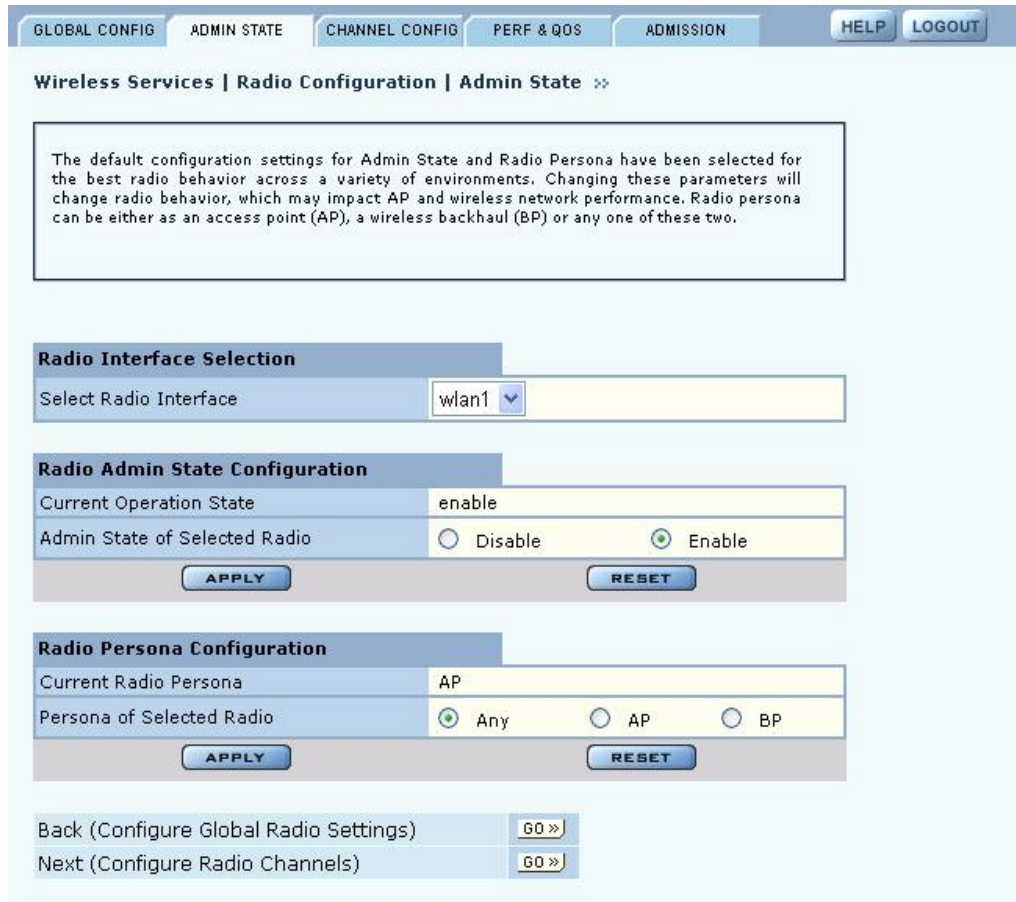 GLOBAL CONFIG ADMIN STATE CHANNEL CONFIG PERF & QOS ADMISSION HELP LOGOUT
Wireless Services | Radio Configuration | Admin State »
The default configuration settings for Admin State and Radio Persona have been selected for
the best radio behavior across a variety of environments. Changing these parameters will
change radio behavior, which may impact AP and wireless network performance. Radio persona
can be either as an access point (AP), a wireless backhaul (BP) or any one of these two.
Radio Interface Selection
Select Radio Interface wlan1
Radio Admin State Configuration
Current Operation State enable
Admin State of Selected Radio Disable Enable
APPLY RESET
Radio Persona Configuration
Current Radio Persona AP
Persona of Selected Radio Any AP BP
APPLY RESET
Back (Configure Global Radio Settings) GO »
Next (Configure Radio Channels) GO »